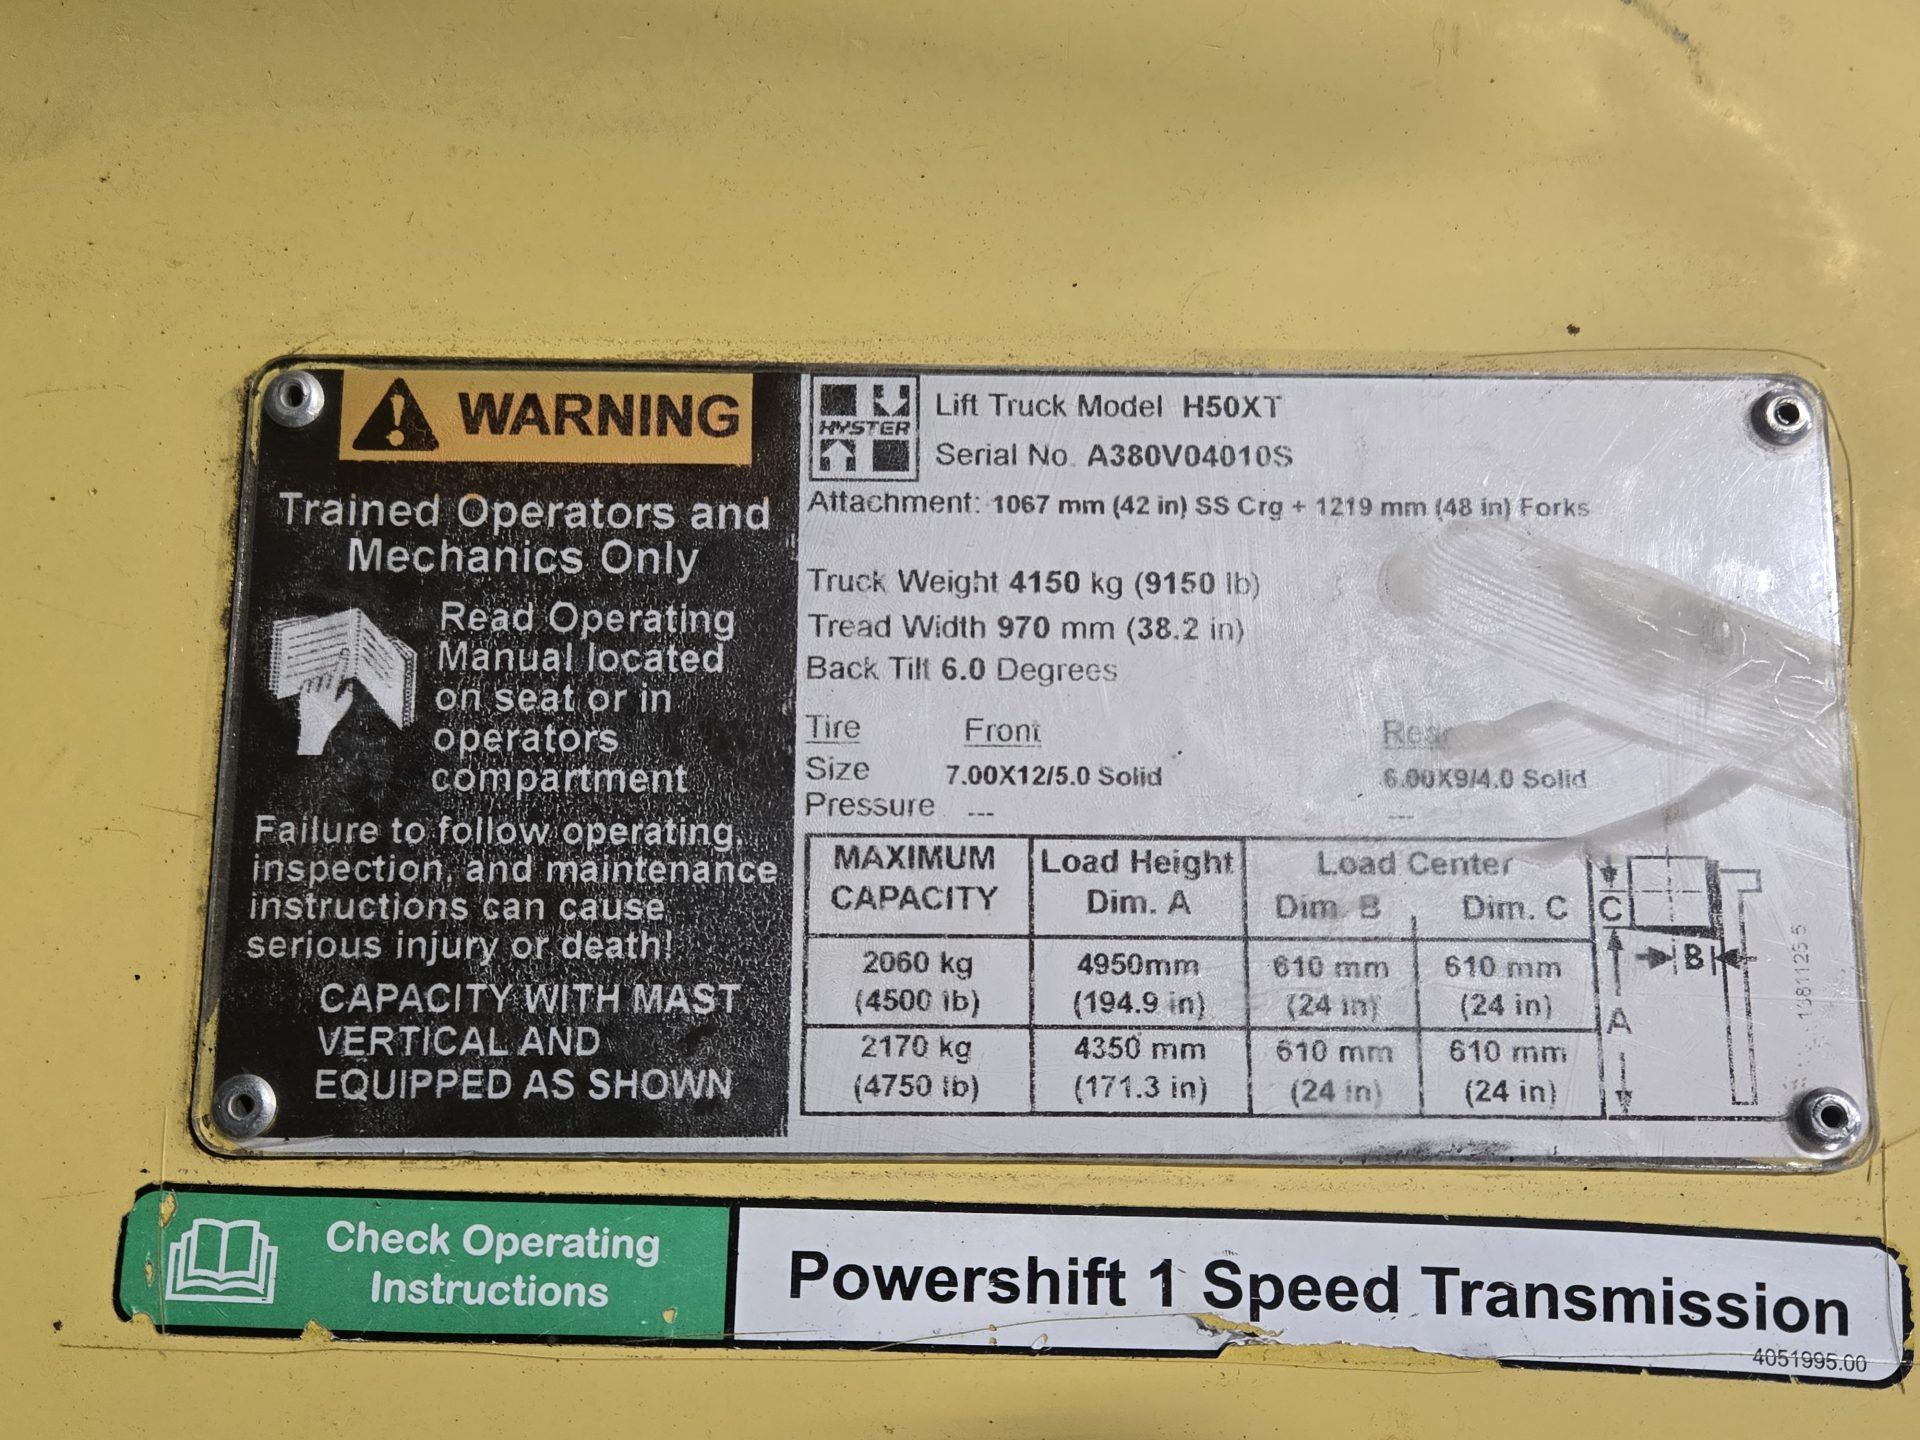 WARNING
Trained Operators and
Mechanics Only
Read Operating
Manual located
on seat or in
operators
compartment
Failure to follow operating,
inspection, and maintenance
instructions can cause
serious injury or death!
CAPACITY WITH MAST
VERTICAL AND
EQUIPPED AS SHOWN
HYSTER
Lift Truck Model H50XT
Serial No. A380V04010S
Attachment: 1067 mm (42 in) SS Crg + 1219 mm (48 in) Forks
Truck Weight 4150 kg (9150 lb)
Tread Width 970 mm (38.2 in)
Back Tilt 6.0 Degrees
Tire Front Rear
Size 7.00X12/5.0 Solid 6.00X9/4.0 Solid
Pressure --- ---
MAXIMUM CAPACITY Load Height Dim. A Load Center Dim. B Dim. C
2060 kg 4950mm 610 mm 610 mm
(4500 lb) (194.9 in) (24 in) (24 in)
2170 kg 4350 mm 610 mm 610 mm
(4750 lb) (171.3 in) (24 in) (24 in)
C
B
A
Check Operating
Instructions
Powershift 1 Speed Transmission
4051995.00